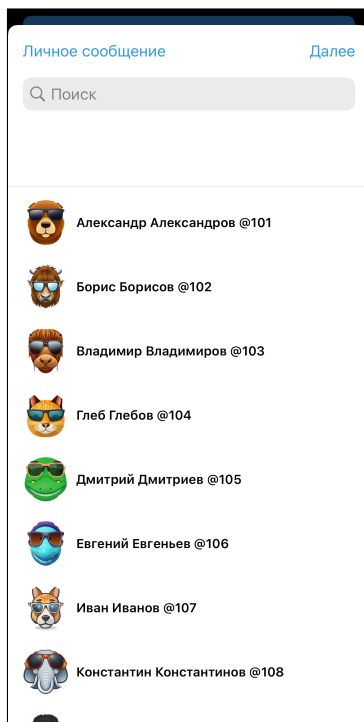 Личное сообщение
Далее
Поиск
Александр Александров @101
Борис Борисов @102
Владимир Владимиров @103
Глеб Глебов @104
Дмитрий Дмитриев @105
Евгений Евгеньев @106
Иван Иванов @107
Константин Константинов @108